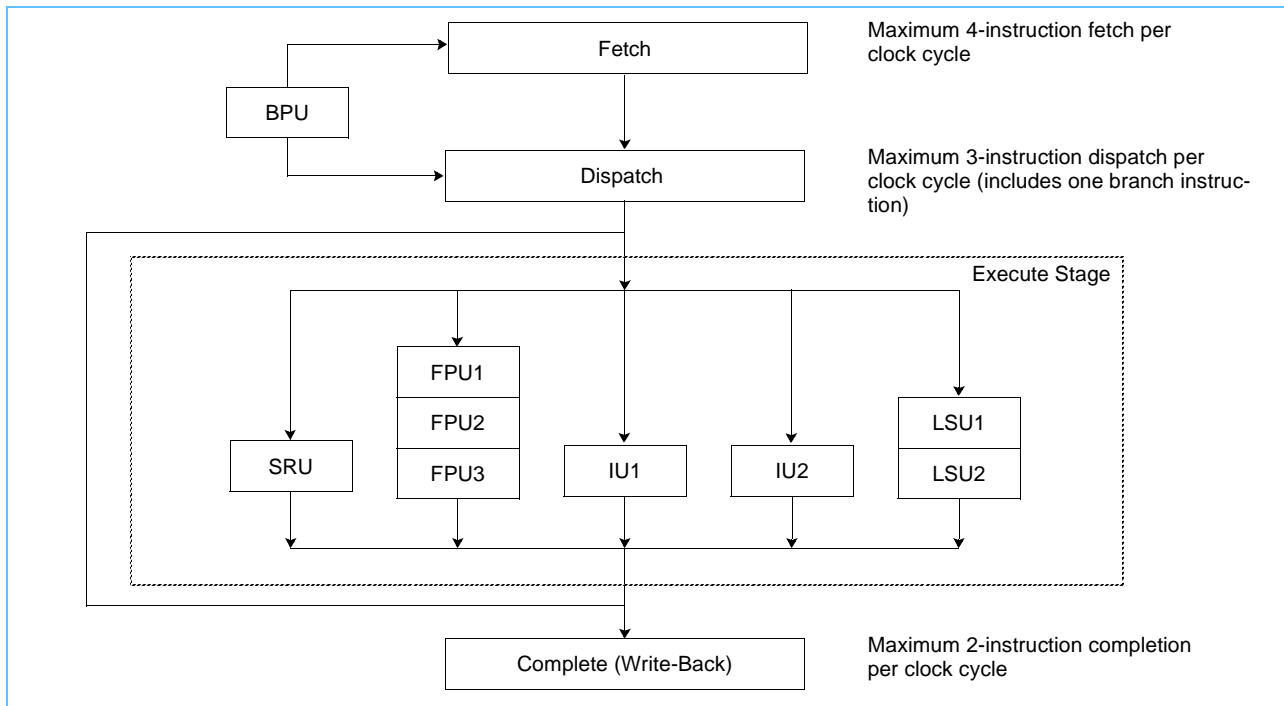 Maximum 4-instruction fetch per
clock cycle
Fetch
BPU
Maximum 3-instruction dispatch per
clock cycle (includes one branch instruc-
tion)
Dispatch
Execute Stage
FPU1
FPU2
FPU3
SRU
IU1
IU2
LSU1
LSU2
Complete (Write-Back)
Maximum 2-instruction completion
per clock cycle